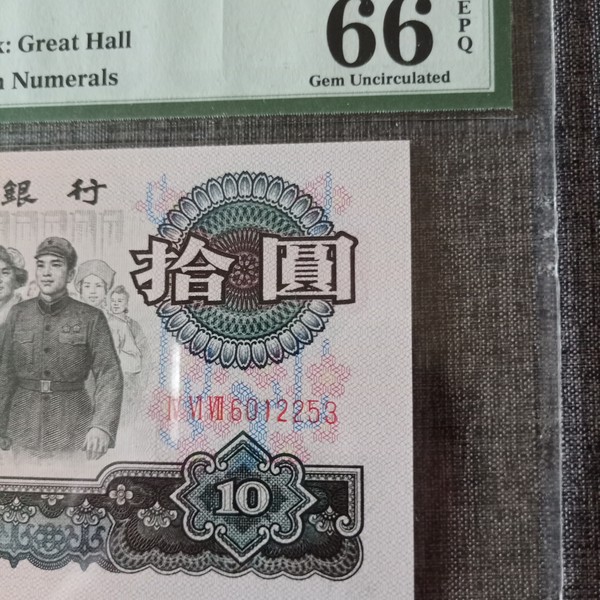 66
EPQ
: Great Hall
Numerals
Gem Uncirculated
銀行
拾圓
IV VI VIII 6012253
10